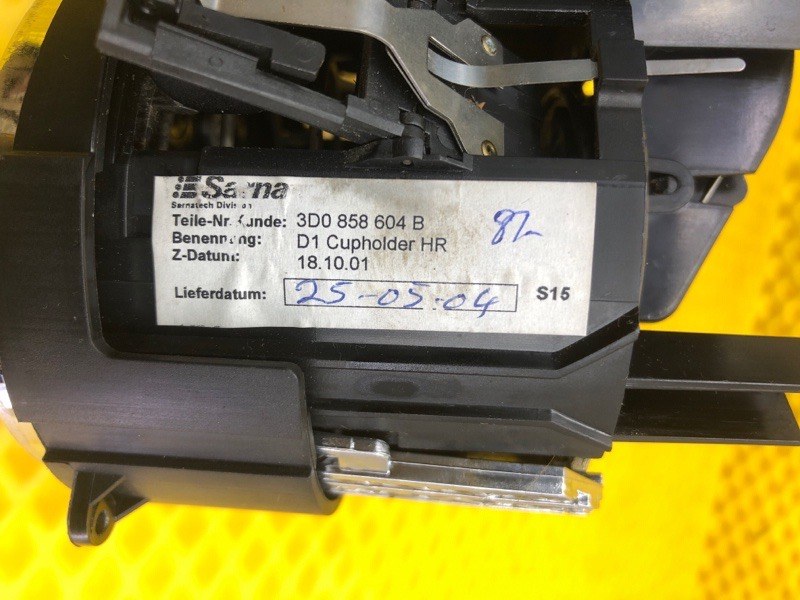 Sarna
Sarnatech Division
Teile-Nr. Kunde: 3D0 858 604 B
Benennung: D1 Cupholder HR
Z-Datum: 18.10.01
Lieferdatum: 25-05-04 S15